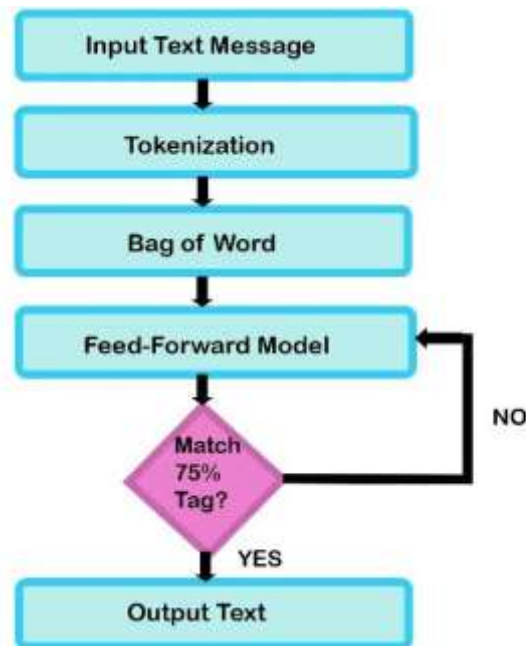 Input Text Message
Tokenization
Bag of Word
Feed-Forward Model
NO
Match
75%
Tag?
YES
Output Text